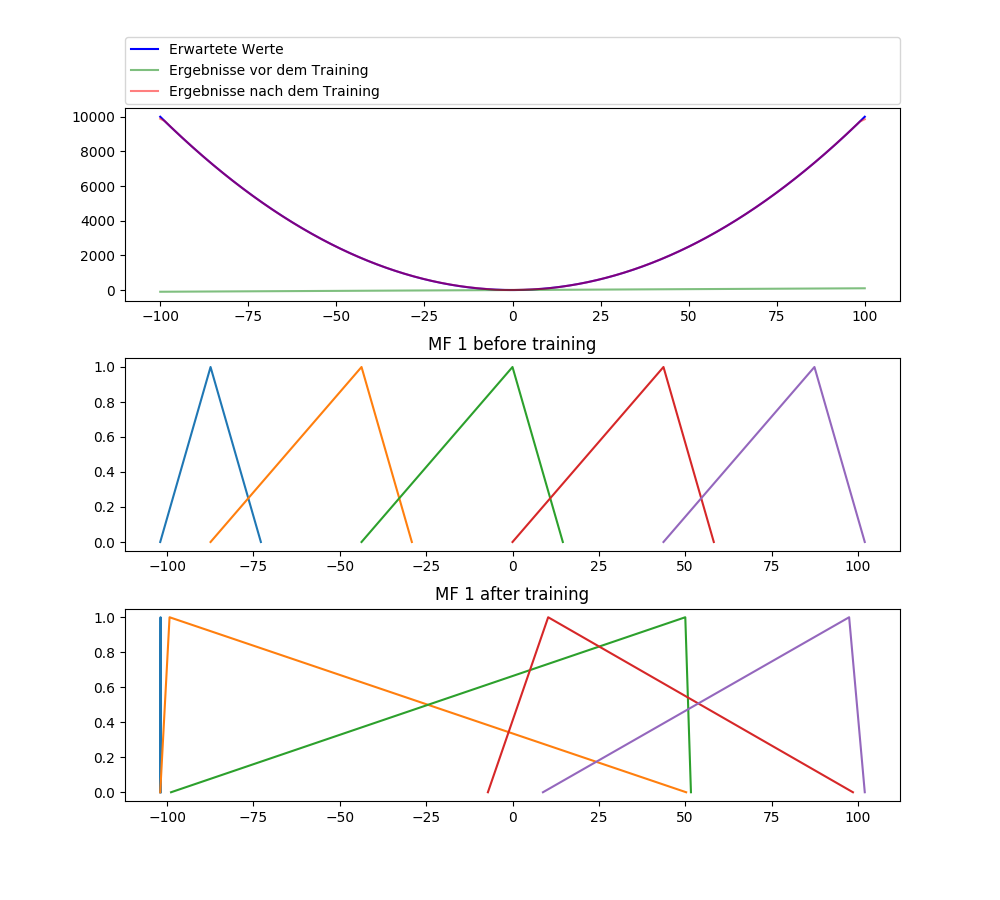 Erwartete Werte
Ergebnisse vor dem Training
Ergebnisse nach dem Training
10000
8000
6000
4000
2000
0
−100 −75 −50 −25 0 25 50 75 100
MF 1 before training
1.0
0.8
0.6
0.4
0.2
0.0
−100 −75 −50 −25 0 25 50 75 100
MF 1 after training
1.0
0.8
0.6
0.4
0.2
0.0
−100 −75 −50 −25 0 25 50 75 100